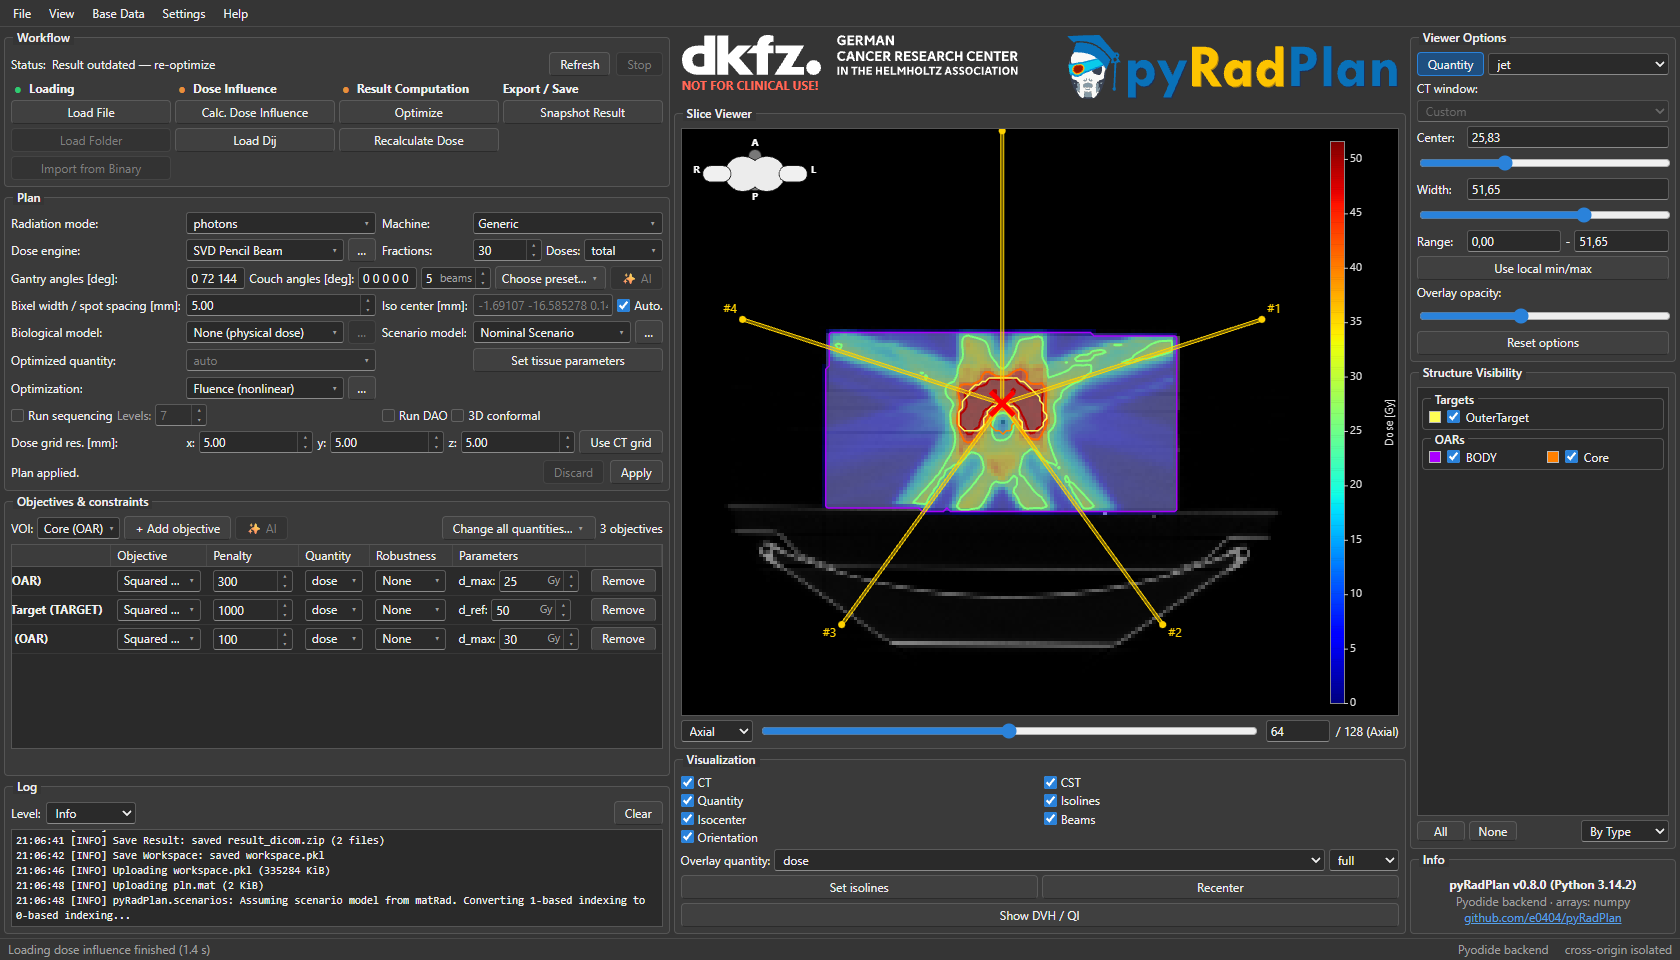 File View Base Data Settings Help
Workflow
Status: Result outdated — re-optimize Refresh Stop
Loading Dose Influence Result Computation Export / Save
Load File Calc. Dose Influence Optimize Snapshot Result
Load Folder Load Dij Recalculate Dose
Import from Binary
Plan
Radiation mode: photons Machine: Generic
Dose engine: SVD Pencil Beam ... Fractions: 30 Doses: total
Gantry angles [deg]: 0 72 144 Couch angles [deg]: 0 0 0 0 0 5 beams Choose preset... AI
Bixel width / spot spacing [mm]: 5.00 Iso center [mm]: -1.69107 -16.585278 0.1 Auto.
Biological model: None (physical dose) ... Scenario model: Nominal Scenario ...
Optimized quantity: auto Set tissue parameters
Optimization: Fluence (nonlinear) ...
Run sequencing Levels: 7 Run DAO 3D conformal
Dose grid res. [mm]: x: 5.00 y: 5.00 z: 5.00 Use CT grid
Plan applied. Discard Apply
Objectives & constraints
VOI: Core (OAR) + Add objective AI Change all quantities... 3 objectives
Objective Penalty Quantity Robustness Parameters
OAR) Squared ... 300 dose None d_max: 25 Gy Remove
Target (TARGET) Squared ... 1000 dose None d_ref: 50 Gy Remove
(OAR) Squared ... 100 dose None d_max: 30 Gy Remove
Log
Level: Info Clear
21:06:41 [INFO] Save Result: saved result_dicom.zip (2 files)
21:06:42 [INFO] Save Workspace: saved workspace.pkl
21:06:46 [INFO] Uploading workspace.pkl (335284 KiB)
21:06:48 [INFO] Uploading pln.mat (2 KiB)
21:06:48 [INFO] pyRadPlan.scenarios: Assuming scenario model from matRad. Converting 1-based indexing to
0-based indexing...
Loading dose influence finished (1.4 s)
dkfz.
GERMAN
CANCER RESEARCH CENTER
IN THE HELMHOLTZ ASSOCIATION
NOT FOR CLINICAL USE!
pyRadPlan
Slice Viewer
A
R L
P
#4 #1
#3 #2
50
45
40
35
30
25
20
15
10
5
0
Dose [Gy]
Axial 64 / 128 (Axial)
Visualization
CT CST
Quantity Isolines
Isocenter Beams
Orientation
Overlay quantity: dose full
Set isolines Recenter
Show DVH / QI
Viewer Options
Quantity jet
CT window:
Custom
Center: 25,83
Width: 51,65
Range: 0,00 - 51,65
Use local min/max
Overlay opacity:
Reset options
Structure Visibility
Targets
OuterTarget
OARs
BODY Core
All None By Type
Info
pyRadPlan v0.8.0 (Python 3.14.2)
Pyodide backend · arrays: numpy
github.com/e0404/pyRadPlan
Pyodide backend cross-origin isolated